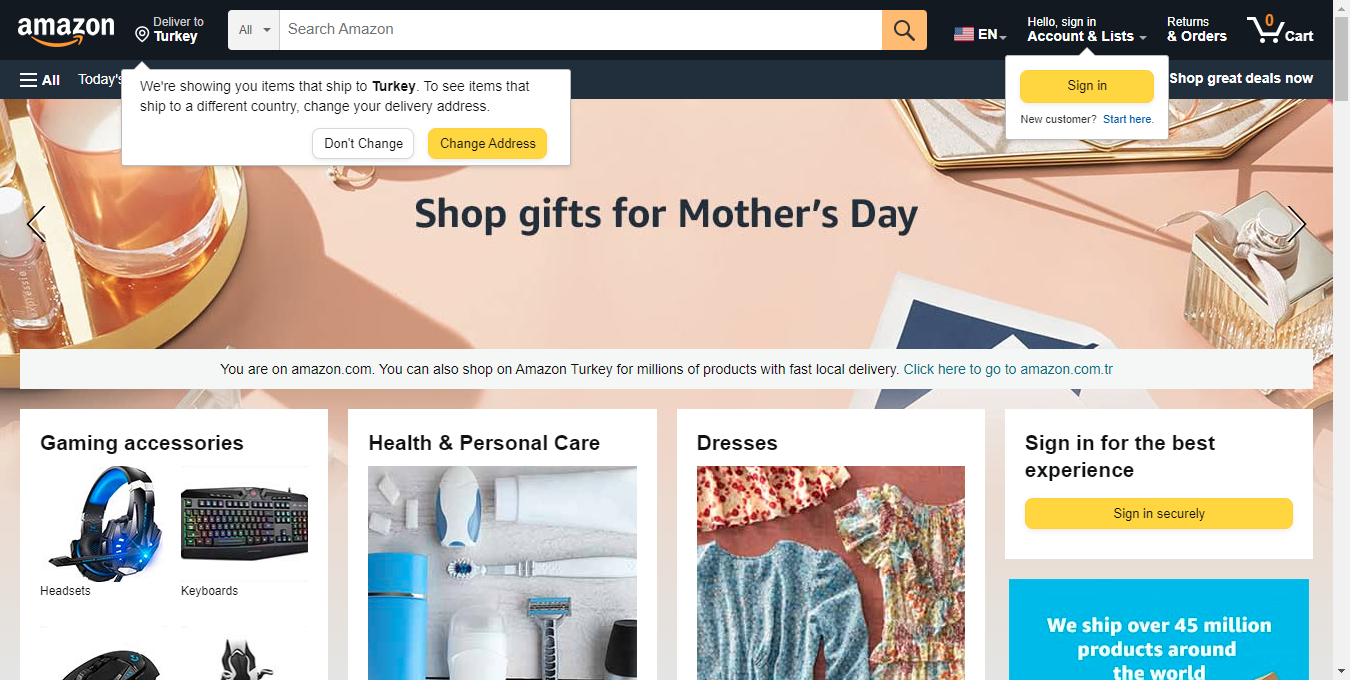 amazon
Deliver to
Turkey
All
Search Amazon
EN
Hello, sign in
Account & Lists
Returns
& Orders
0
Cart
All
Today's
Shop great deals now
We're showing you items that ship to Turkey. To see items that
ship to a different country, change your delivery address.
Don't Change
Change Address
Sign in
New customer? Start here.
Shop gifts for Mother's Day
You are on amazon.com. You can also shop on Amazon Turkey for millions of products with fast local delivery. Click here to go to amazon.com.tr
Gaming accessories
Headsets
Keyboards
Health & Personal Care
Dresses
Sign in for the best
experience
Sign in securely
We ship over 45 million
products around
the world